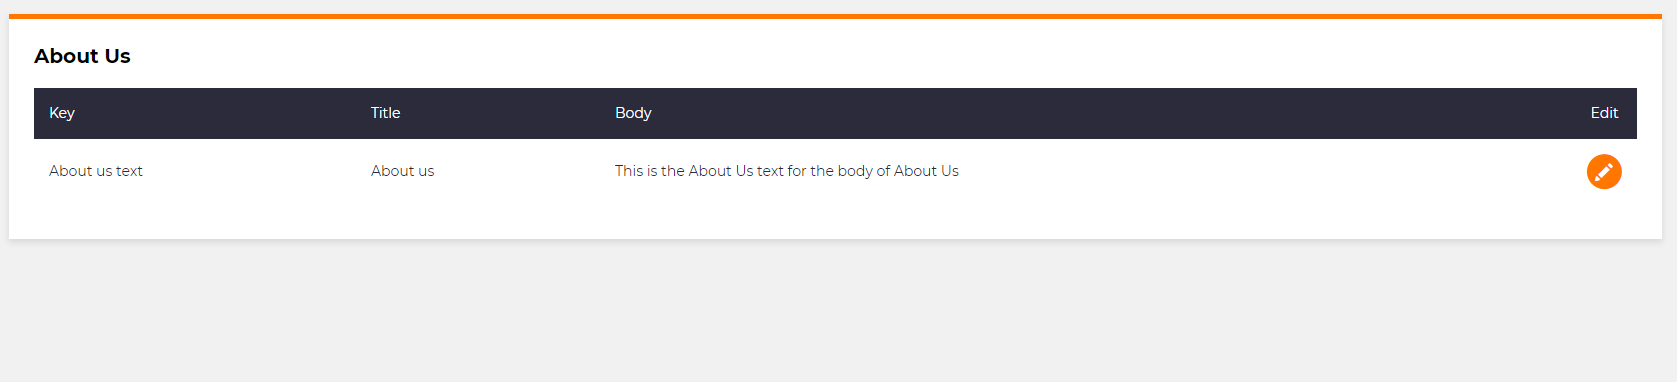 About Us
Key Title Body Edit
About us text About us This is the About Us text for the body of About Us